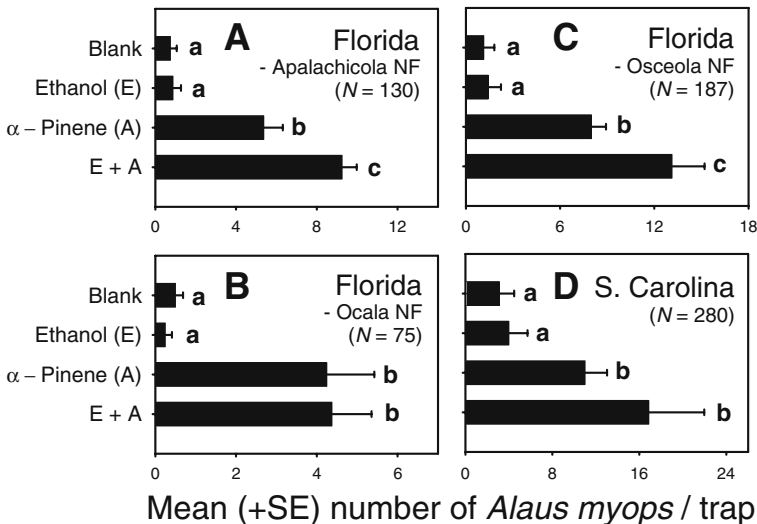 A
Florida
- Apalachicola NF
(N = 130)
Blank
a
Ethanol (E)
a
α – Pinene (A)
b
E + A
c
0 4 8 12
C
Florida
- Osceola NF
(N = 187)
a
a
b
c
0 6 12 18
B
Florida
- Ocala NF
(N = 75)
Blank
a
Ethanol (E)
a
α – Pinene (A)
b
E + A
b
0 2 4 6
D S. Carolina
(N = 280)
a
a
b
b
0 8 16 24
Mean (+SE) number of Alaus myops / trap